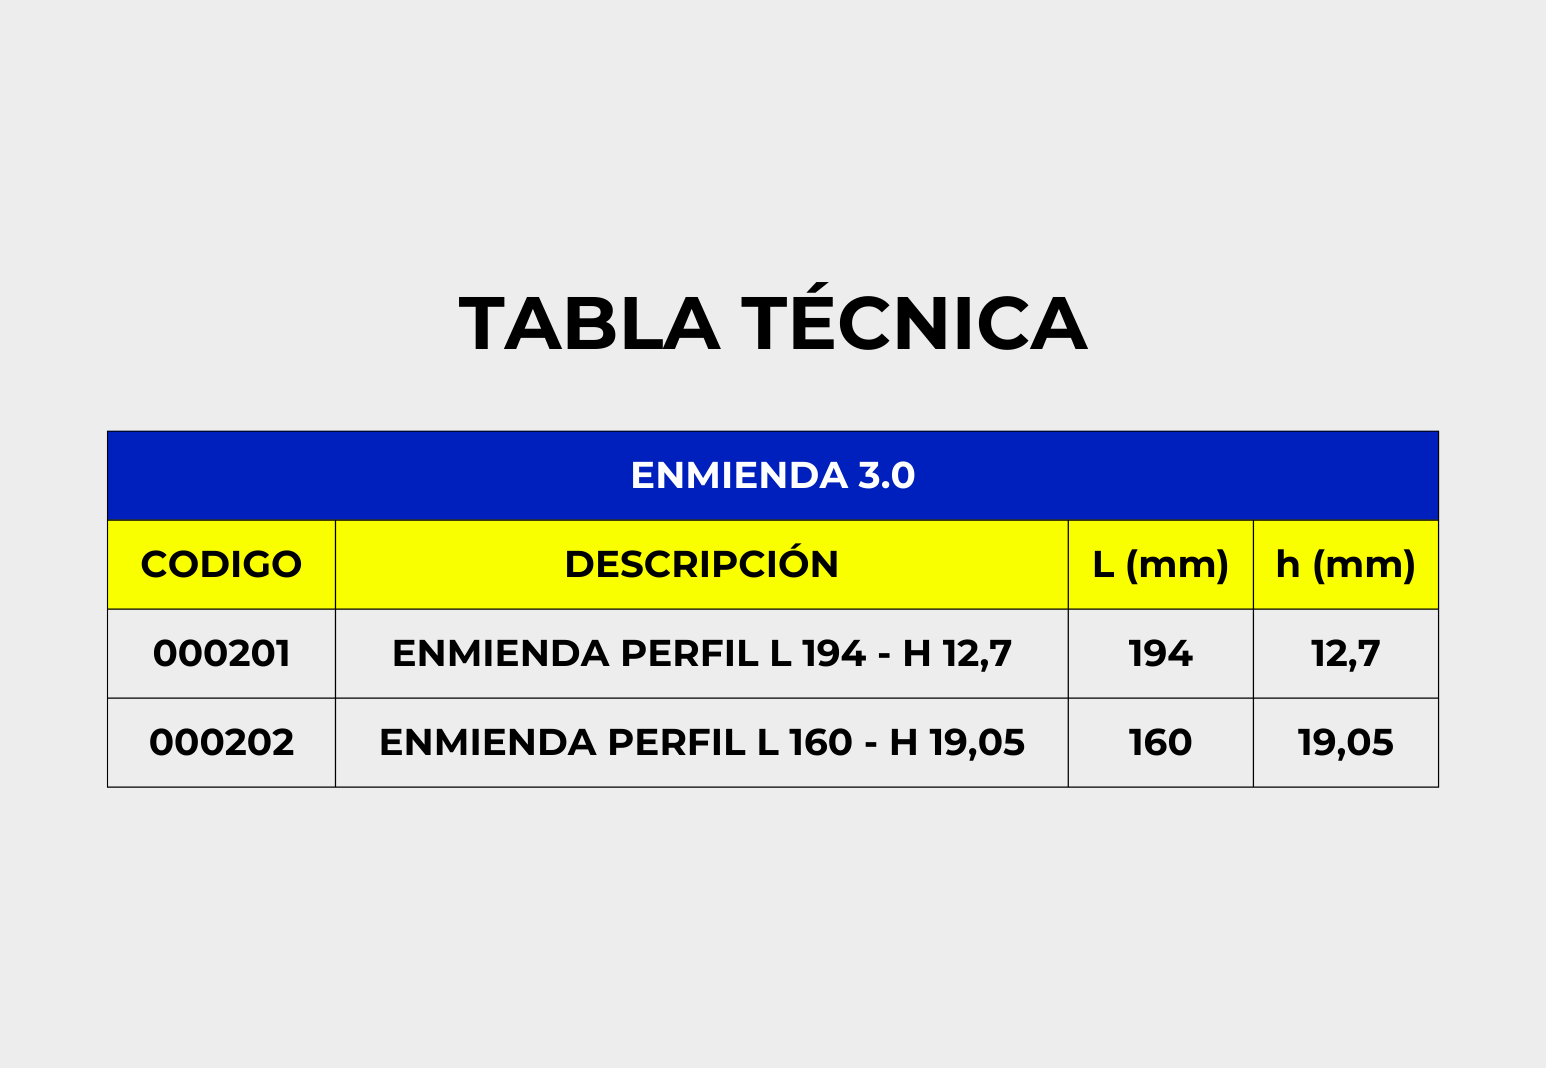 TABLA TÉCNICA
ENMIENDA 3.0
CODIGO DESCRIPCIÓN L (mm) h (mm)
000201 ENMIENDA PERFIL L 194 - H 12,7 194 12,7
000202 ENMIENDA PERFIL L 160 - H 19,05 160 19,05